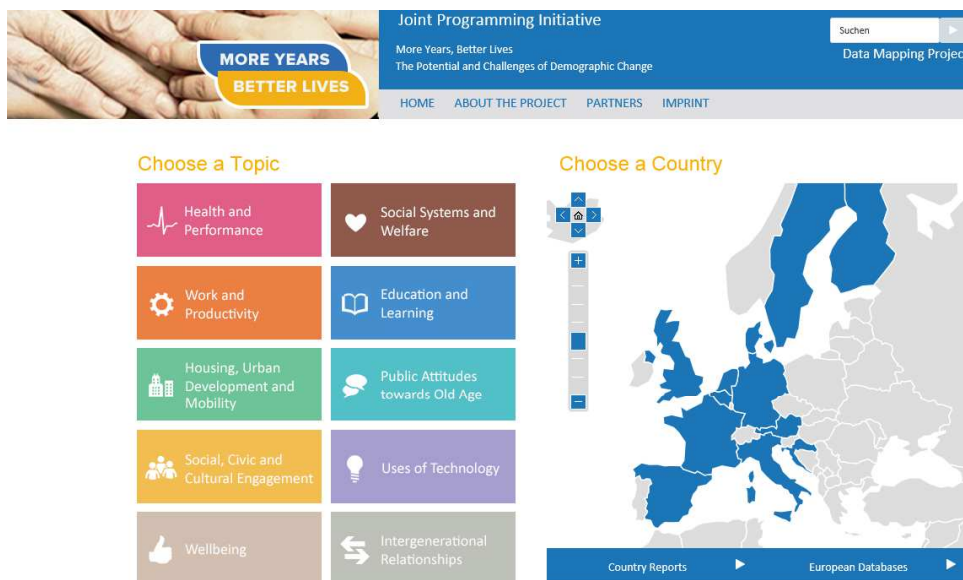 MORE YEARS
BETTER LIVES
Joint Programming Initiative
More Years, Better Lives
The Potential and Challenges of Demographic Change
Suchen
Data Mapping Projec
HOME ABOUT THE PROJECT PARTNERS IMPRINT
Choose a Topic
Health and
Performance
Social Systems and
Welfare
Work and
Productivity
Education and
Learning
Housing, Urban
Development and
Mobility
Public Attitudes
towards Old Age
Social, Civic and
Cultural Engagement
Uses of Technology
Wellbeing
Intergenerational
Relationships
Choose a Country
Country Reports
European Databases